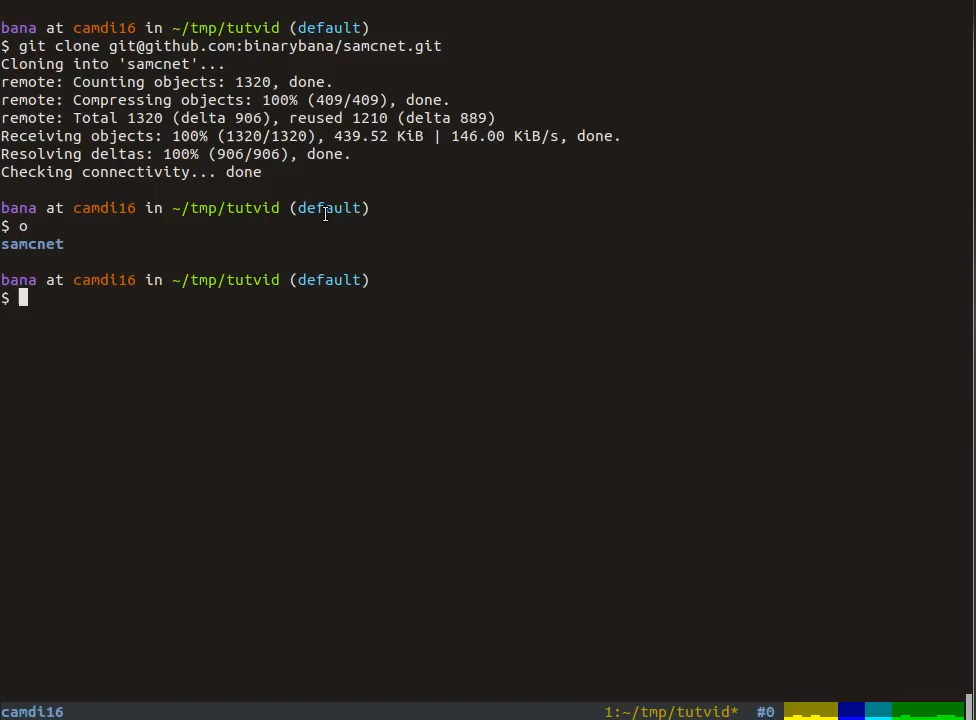 bana at camdi16 in ~/tmp/tutvid (default)
$ git clone git@github.com:binarybana/samcnet.git
Cloning into 'samcnet'...
remote: Counting objects: 1320, done.
remote: Compressing objects: 100% (409/409), done.
remote: Total 1320 (delta 906), reused 1210 (delta 889)
Receiving objects: 100% (1320/1320), 439.52 KiB | 146.00 KiB/s, done.
Resolving deltas: 100% (906/906), done.
Checking connectivity... done
bana at camdi16 in ~/tmp/tutvid (default)
$ o
samcnet
bana at camdi16 in ~/tmp/tutvid (default)
$
camdi16 1:~/tmp/tutvid* #0